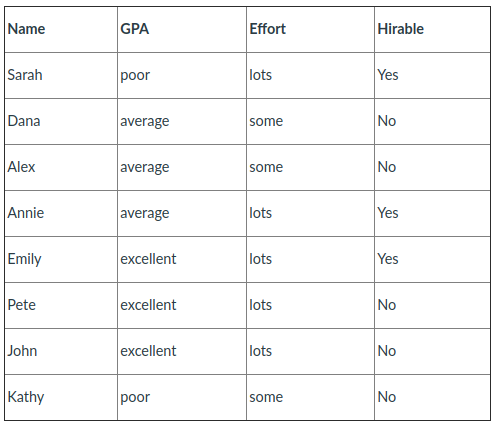 Name GPA Effort Hirable
Sarah poor lots Yes
Dana average some No
Alex average some No
Annie average lots Yes
Emily excellent lots Yes
Pete excellent lots No
John excellent lots No
Kathy poor some No